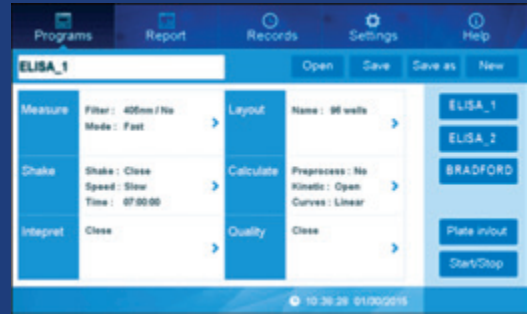 Programs Report Records Settings Help
ELISA_1 Open Save Save as New
Measure
Filter : 405nm / No
Mode : Fast
Layout
Name : 96 wells
Shake
Shake : Close
Speed : Slow
Time : 07:00:00
Calculate
Preprocess : No
Kinetic : Open
Curves : Linear
Intepret
Close
Quality
Close
ELISA_1
ELISA_2
BRADFORD
Plate in/out
Start/Stop
10:38:28 01/00/2015